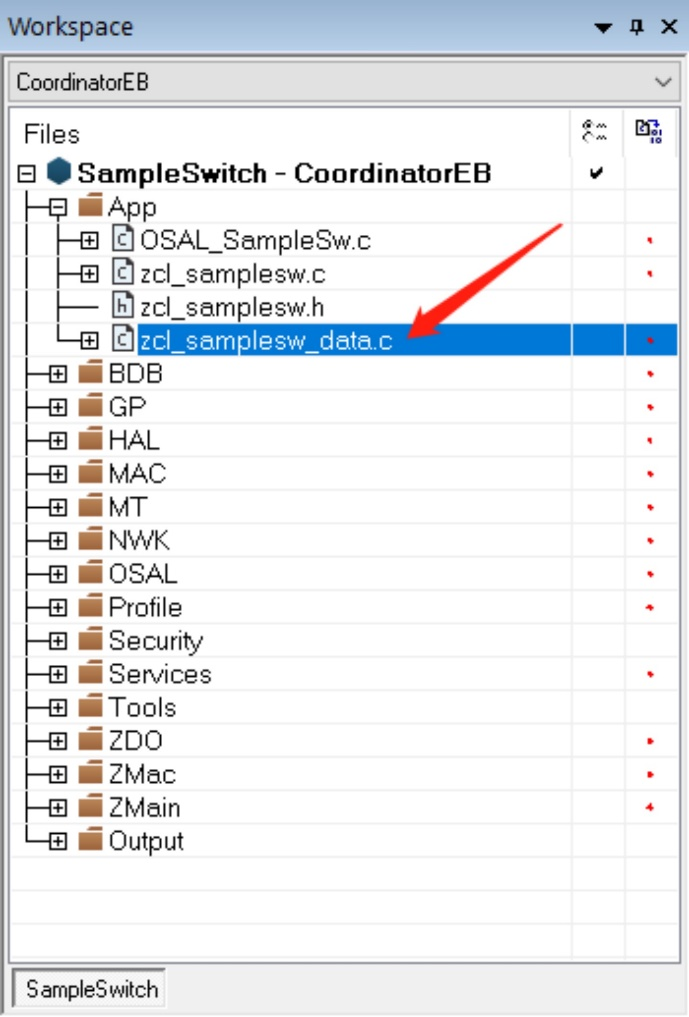 Workspace
CoordinatorEB
Files
SampleSwitch - CoordinatorEB
App
OSAL_SampleSw.c
zcl_samplesw.c
zcl_samplesw.h
zcl_samplesw_data.c
BDB
GP
HAL
MAC
MT
NWK
OSAL
Profile
Security
Services
Tools
ZDO
ZMac
ZMain
Output
SampleSwitch